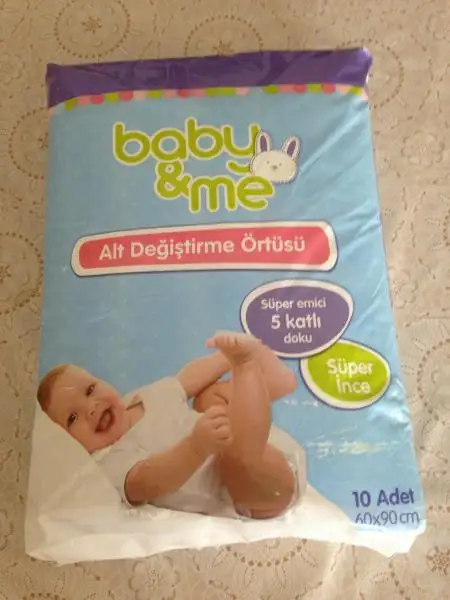 baby
&me
Alt Değiştirme Örtüsü
Süper emici
5 katlı
doku
Süper
İnce
10 Adet
60x90cm